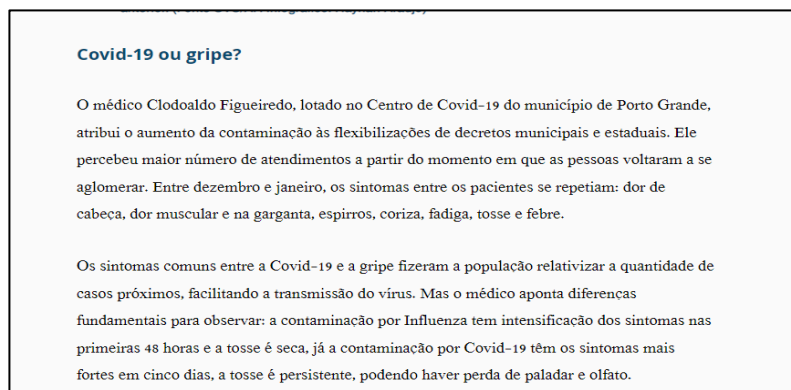 Covid-19 ou gripe?
O médico Clodoaldo Figueiredo, lotado no Centro de Covid-19 do município de Porto Grande,
atribui o aumento da contaminação às flexibilizações de decretos municipais e estaduais. Ele
percebeu maior número de atendimentos a partir do momento em que as pessoas voltaram a se
aglomerar. Entre dezembro e janeiro, os sintomas entre os pacientes se repetiam: dor de
cabeça, dor muscular e na garganta, espirros, coriza, fadiga, tosse e febre.
Os sintomas comuns entre a Covid-19 e a gripe fizeram a população relativizar a quantidade de
casos próximos, facilitando a transmissão do vírus. Mas o médico aponta diferenças
fundamentais para observar: a contaminação por Influenza tem intensificação dos sintomas nas
primeiras 48 horas e a tosse é seca, já a contaminação por Covid-19 têm os sintomas mais
fortes em cinco dias, a tosse é persistente, podendo haver perda de paladar e olfato.